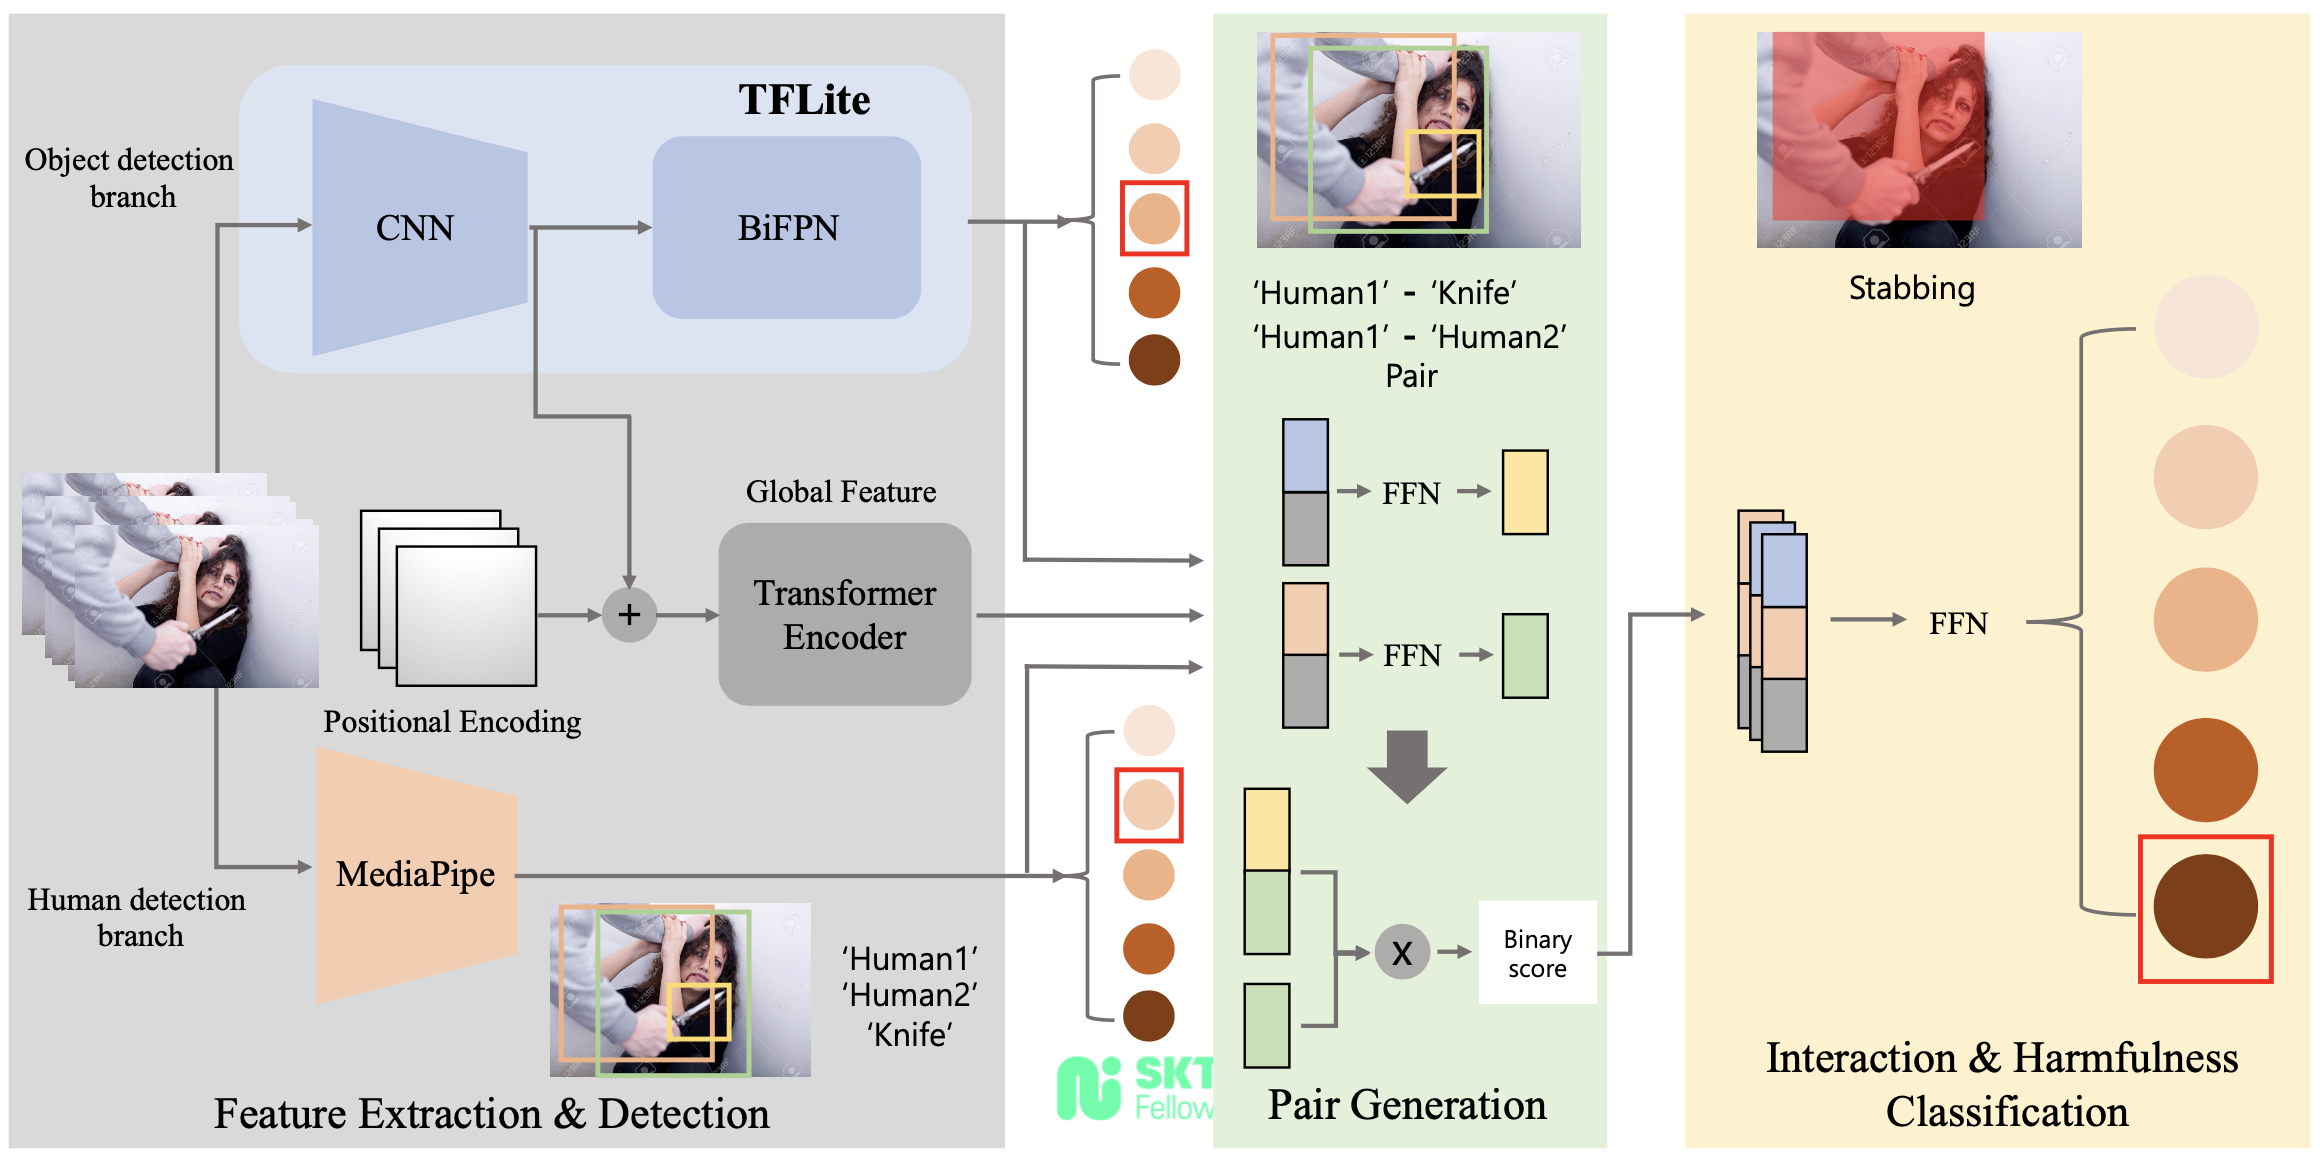 TFLite
Object detection
branch
CNN
BiFPN
Global Feature
Transformer
Encoder
+
Positional Encoding
MediaPipe
Human detection
branch
‘Human1’
‘Human2’
‘Knife’
Feature Extraction & Detection
SKT
Fellow
‘Human1’ - ‘Knife’
‘Human1’ - ‘Human2’
Pair
FFN
FFN
X
Binary
score
Pair Generation
Stabbing
FFN
Interaction & Harmfulness
Classification